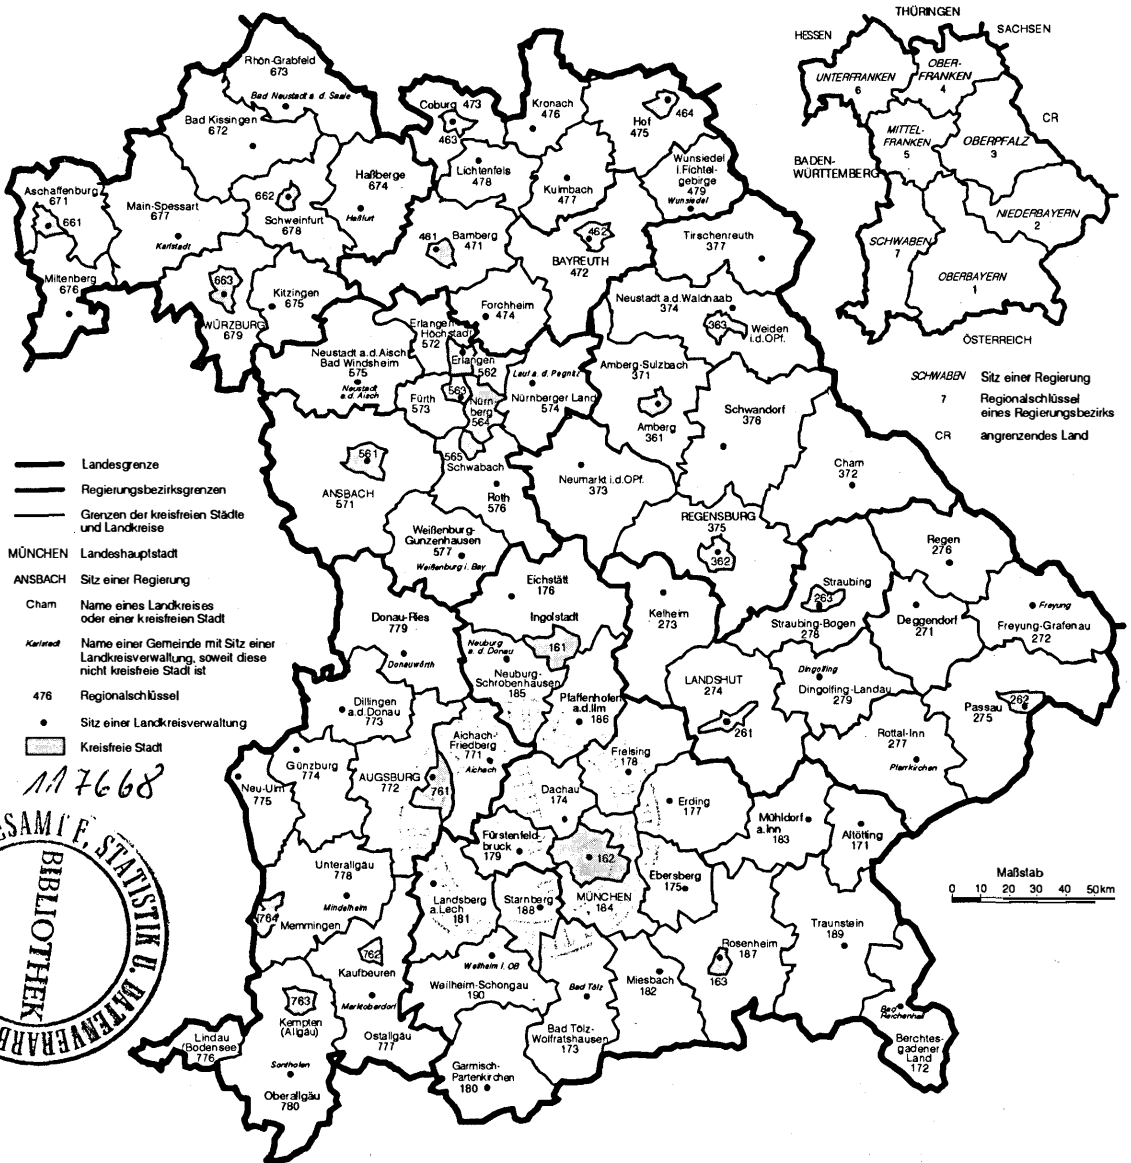 THÜRINGEN
HESSEN
SACHSEN
OBER-
FRANKEN
4
UNTERFRANKEN
6
CR
MITTEL-
FRANKEN
5
OBERPFALZ
3
BADEN-
WÜRTTEMBERG
NIEDERBAYERN
2
SCHWABEN
7
OBERBAYERN
1
ÖSTERREICH
SCHWABEN Sitz einer Regierung
7 Regionalschlüssel
eines Regierungsbezirks
CR angrenzendes Land
Rhön-Grabfeld
673
Bad Neustadt a. d. Saale
Bad Kissingen
672
Coburg 473
463
Kronach
476
Hof
475
464
Aschaffenburg
671
661
Main-Spessart
677
Karlstadt
662
Schweinfurt
678
Haßberge
674
Haßfurt
Lichtenfels
478
Kulmbach
477
Wunsiedel
i.Fichtel-
gebirge
479
Wunsiedel
Miltenberg
676
663
WÜRZBURG
679
Kitzingen
675
461
Bamberg
471
462
BAYREUTH
472
Tirschenreuth
377
Forchheim
474
Neustadt a.d.Waldnaab
374
363
Weiden
i.d.OPf.
Erlangen
Höchstadt
572
Erlangen
562
Neustadt a.d.Aisch
Bad Windsheim
575
Neustadt
a.d. Aisch
Fürth
573
563
Nürn-
berg
564
Lauf a. d. Pegnitz
Nürnberger Land
574
Amberg-Sulzbach
371
Amberg
361
Schwandorf
376
561
ANSBACH
571
565
Schwabach
Roth
576
Neumarkt i.d.OPf.
373
Cham
372
Weißenburg-
Gunzenhausen
577
Weißenburg i. Bay
REGENSBURG
375
362
Regen
276
Landesgrenze
Regierungsbezirksgrenzen
Grenzen der kreisfreien Städte
und Landkreise
MÜNCHEN Landeshauptstadt
ANSBACH Sitz einer Regierung
Cham Name eines Landkreises
oder einer kreisfreien Stadt
Karlstadt Name einer Gemeinde mit Sitz einer
Landkreisverwaltung, soweit diese
nicht kreisfreie Stadt ist
476 Regionalschlüssel
Sitz einer Landkreisverwaltung
Kreisfreie Stadt
117668
Eichstätt
176
Ingolstadt
161
Kelheim
273
Straubing
263
Straubing-Bogen
278
Deggendorf
271
Freyung
Freyung-Grafenau
272
Donau-Ries
779
Donauwörth
Neuburg
a. d. Donau
Neuburg-
Schrobenhausen
185
Pfaffenhofen
a.d.Ilm
186
LANDSHUT
274
261
Dingolfing
Dingolfing-Landau
279
Passau
275
262
Rottal-Inn
277
Pfarrkirchen
Dillingen
a.d.Donau
773
Günzburg
774
Neu-Ulm
775
AUGSBURG
772
761
Aichach-
Friedberg
771
Aichach
Freising
178
Dachau
174
Erding
177
Mühldorf
a.Inn
183
Altötting
171
Fürstenfeld-
bruck
179
162
MÜNCHEN
184
Ebersberg
175
Unterallgäu
778
Mindelheim
764
Memmingen
Landsberg
a.Lech
181
Starnberg
188
Traunstein
189
Rosenheim
187
163
762
Kaufbeuren
Marktoberdorf
Ostallgäu
777
763
Kempten
(Allgäu)
Weilheim i. OB
Weilheim-Schongau
190
Bad Tölz
Bad Tölz-
Wolfratshausen
173
Miesbach
182
Bad
Reichenhall
Berchtes-
gadener
Land
172
Lindau
(Bodensee)
776
Sonthofen
Oberallgäu
780
Garmisch-
Partenkirchen
180
Maßstab
0 10 50km
STATISTIK U. DATENVERARB
BIBLIOTHEK